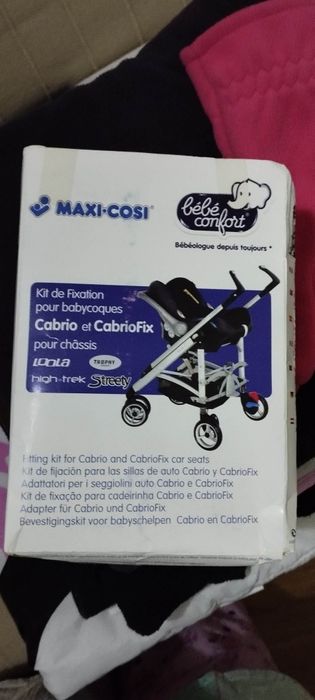 MAXI-COSI
bébé
confort
Bébéologue depuis toujours *
Kit de Fixation
pour babycoques
Cabrio et CabrioFix
pour châssis
LOOLA
TROPHY
high-trek Streety
Fitting kit for Cabrio and CabrioFix car seats
Kit de fijación para las sillas de auto Cabrio y CabrioFix
Adattatori per i seggiolini auto Cabrio e CabrioFix
Kit de fixação para cadeirinha Cabrio e CabrioFix
Adapter für Cabrio und CabrioFix
Bevestigingskit voor babyschelpen Cabrio en CabrioFix